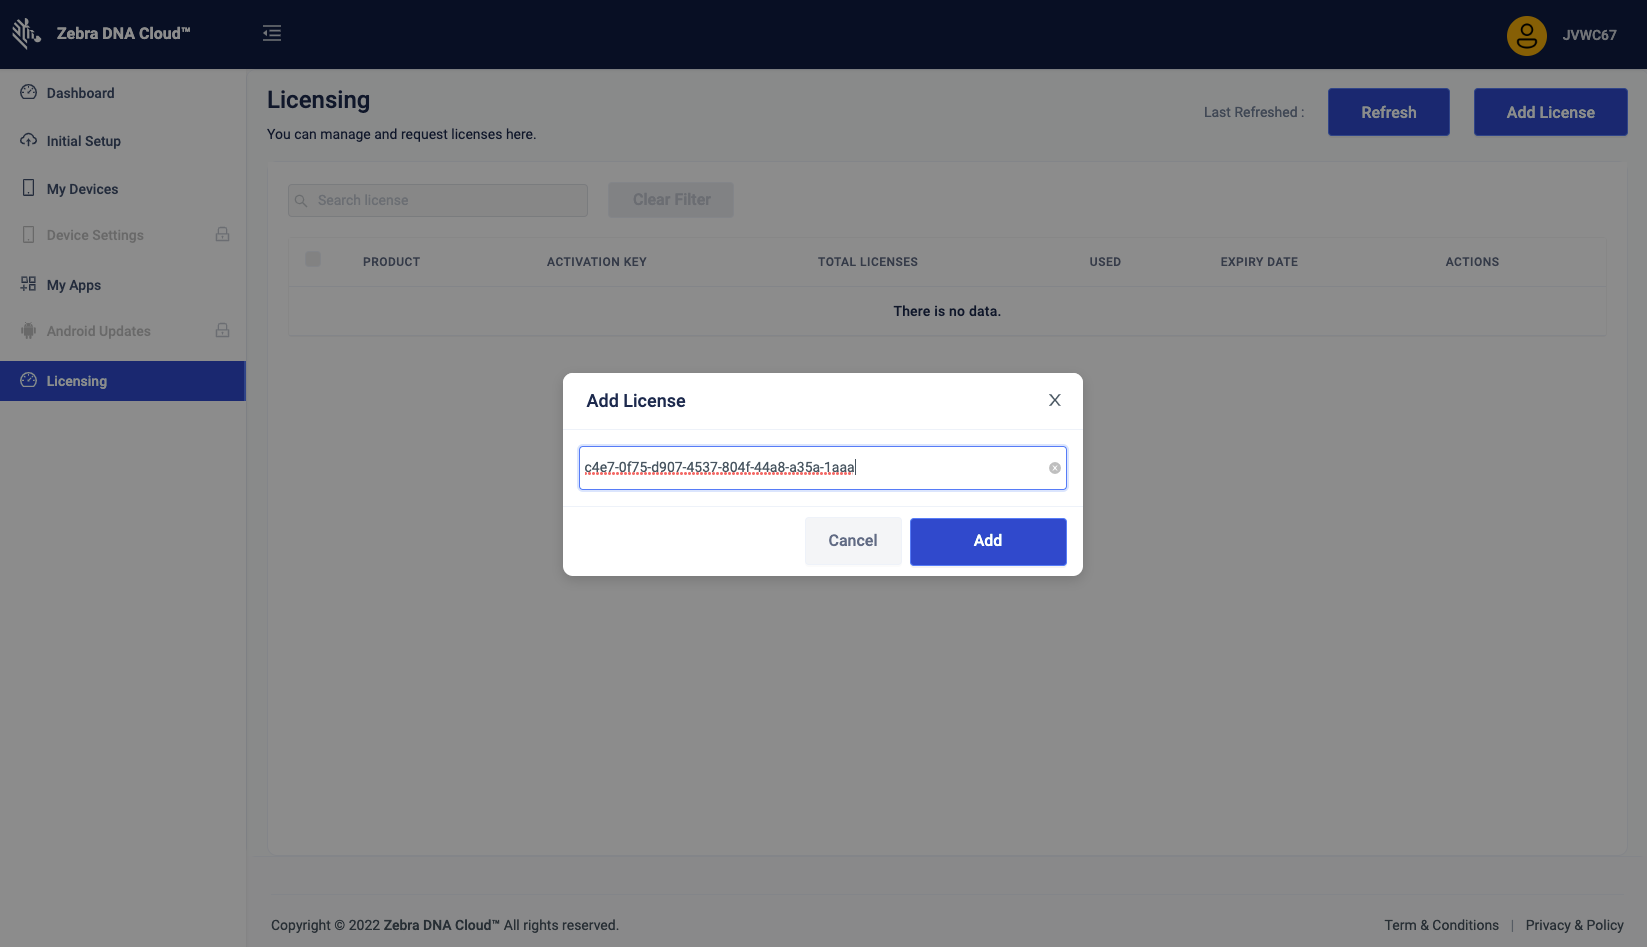 Zebra DNA Cloud™
JVWC67
Dashboard
Initial Setup
My Devices
Device Settings
My Apps
Android Updates
Licensing
Licensing
You can manage and request licenses here.
Last Refreshed :
Refresh
Add License
Search license
Clear Filter
PRODUCT ACTIVATION KEY TOTAL LICENSES USED EXPIRY DATE ACTIONS
There is no data.
Add License
X
c4e7-0f75-d907-4537-804f-44a8-a35a-1aaa
Cancel
Add
Copyright © 2022 Zebra DNA Cloud™ All rights reserved.
Term & Conditions | Privacy & Policy